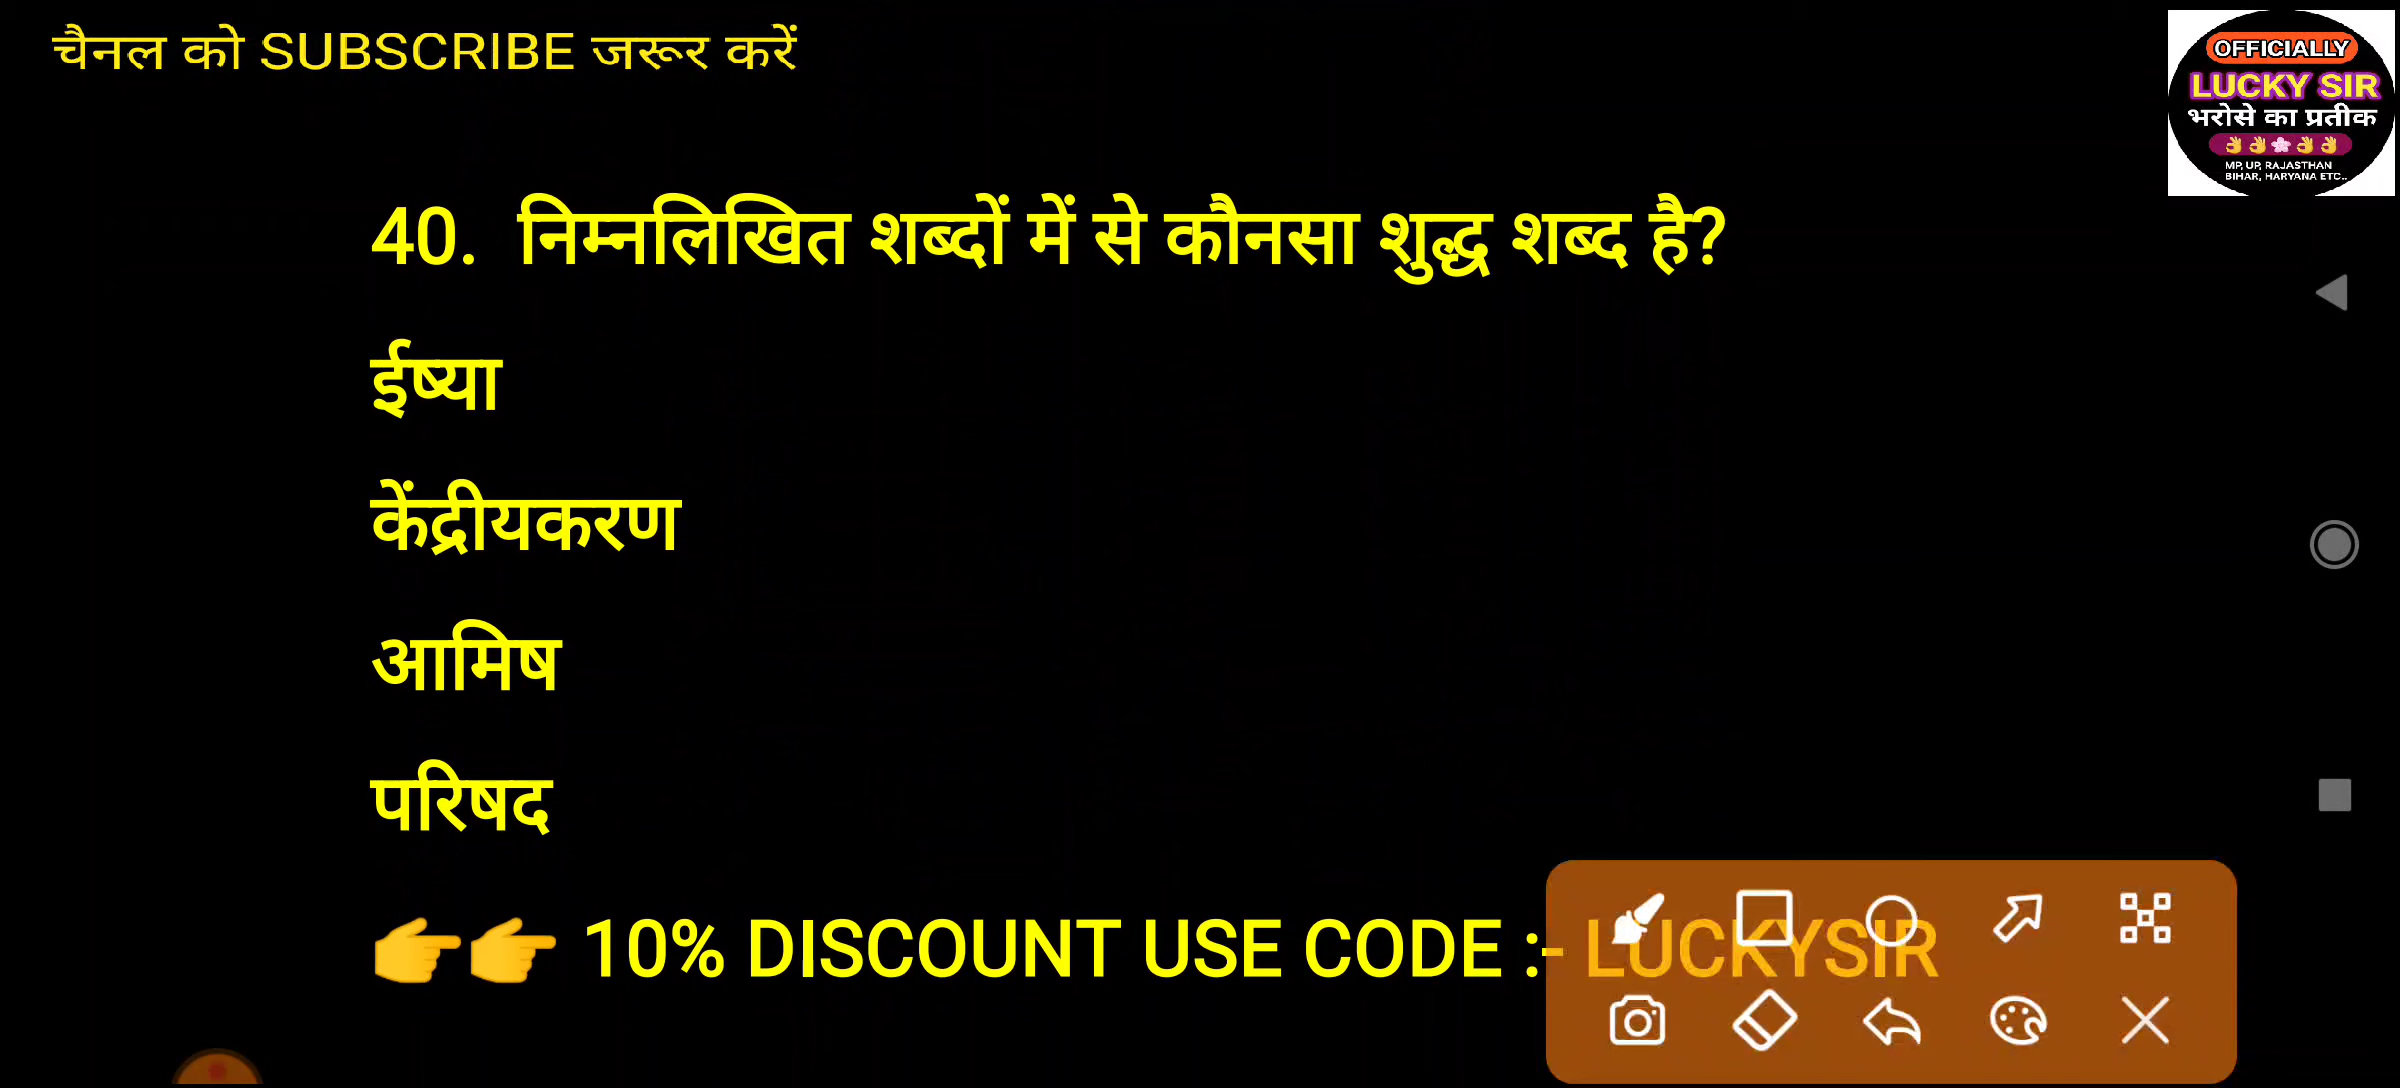 चैनल को SUBSCRIBE जरूर करें
OFFICIALLY
LUCKY SIR
भरोसे का प्रतीक
👌👌🌸👌👌
MP, UP, RAJASTHAN
BIHAR, HARYANA ETC..
40. निम्नलिखित शब्दों में से कौनसा शुद्ध शब्द है?
ईष्या
केंद्रीयकरण
आमिष
परिषद
👉👉 10% DISCOUNT USE CODE :- LUCKYSIR